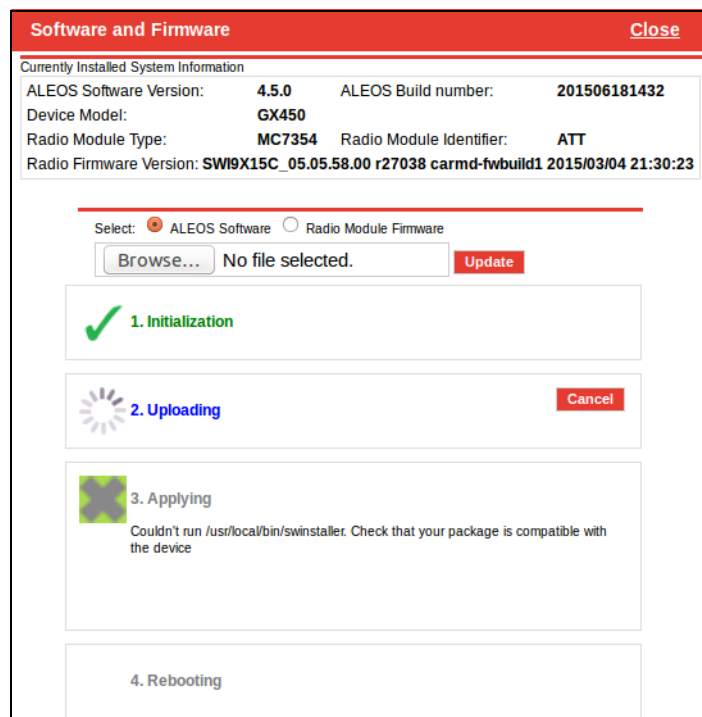 Software and Firmware Close
Currently Installed System Information
ALEOS Software Version: 4.5.0 ALEOS Build number: 201506181432
Device Model: GX450
Radio Module Type: MC7354 Radio Module Identifier: ATT
Radio Firmware Version: SWI9X15C_05.05.58.00 r27038 carmd-fwbuild1 2015/03/04 21:30:23
Select: ALEOS Software Radio Module Firmware
Browse... No file selected. Update
1. Initialization
2. Uploading Cancel
3. Applying
Couldn't run /usr/local/bin/swinstaller. Check that your package is compatible with
the device
4. Rebooting